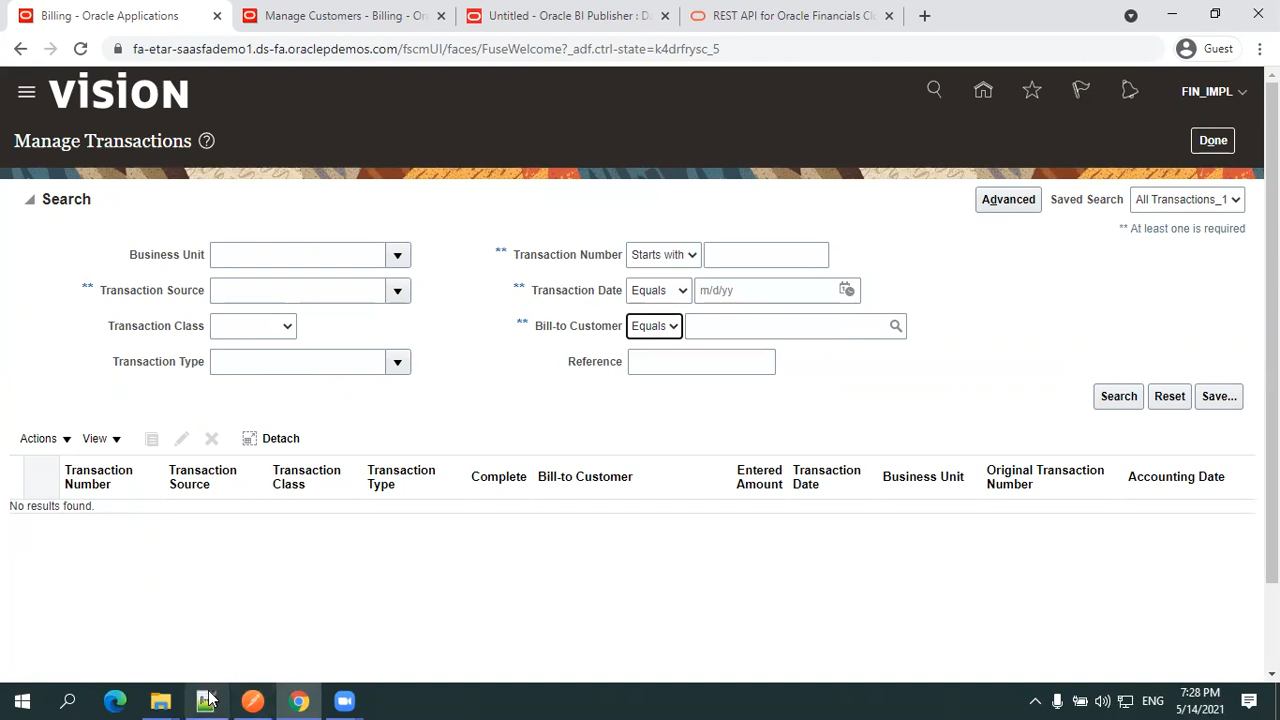 Billing - Oracle Applications
Manage Customers - Billing - Or
Untitled - Oracle BI Publisher : Da
REST API for Oracle Financials Cl
fa-etar-saasfademo1.ds-fa.oraclepdemos.com/fscmUI/faces/FuseWelcome?_adf.ctrl-state=k4drfrysc_5
Guest
VISION
FIN_IMPL
Manage Transactions
Done
Search
Advanced Saved Search All Transactions_1
** At least one is required
Business Unit
** Transaction Number Starts with
** Transaction Source
** Transaction Date Equals m/d/yy
Transaction Class
** Bill-to Customer Equals
Transaction Type
Reference
Search Reset Save...
Actions View Detach
Transaction Number
Transaction Source
Transaction Class
Transaction Type
Complete
Bill-to Customer
Entered Amount
Transaction Date
Business Unit
Original Transaction Number
Accounting Date
No results found.
ENG
7:28 PM
5/14/2021